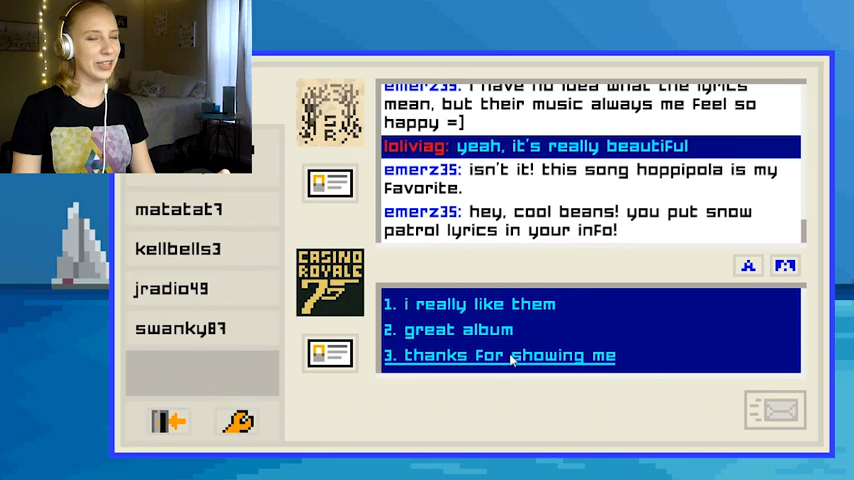 emerz35: i have no idea what the lyrics
mean, but their music always me feel so
happy =]
loliviag: yeah, it's really beautiful
emerz35: isn't it! this song hoppipola is my
favorite.
emerz35: hey, cool beans! you put snow
patrol lyrics in your info!
matatat7
kellbells3
jradio49
swanky87
CASINO
ROYALE
7
A
1. i really like them
2. great album
3. thanks for showing me